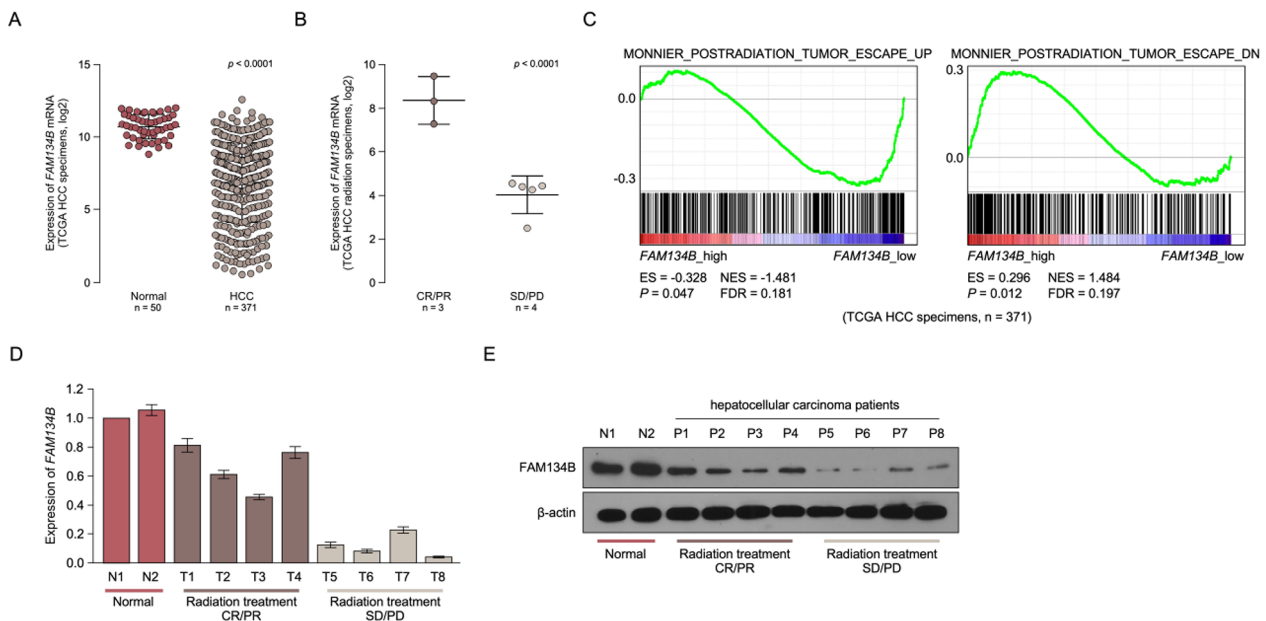 A
Expression of FAM134B mRNA
(TCGA HCC specimens, log2)
15
10
5
0
p < 0.0001
Normal
n = 50
HCC
n = 371
B
Expression of FAM134B mRNA
(TCGA HCC radiation specimens, log2)
10
8
6
4
2
0
p < 0.0001
CR/PR
n = 3
SD/PD
n = 4
C
MONNIER_POSTRADIATION_TUMOR_ESCAPE_UP
0.0
-0.3
FAM134B_high
FAM134B_low
ES = -0.328 NES = -1.481
P = 0.047 FDR = 0.181
MONNIER_POSTRADIATION_TUMOR_ESCAPE_DN
0.3
0.0
FAM134B_high
FAM134B_low
ES = 0.296 NES = 1.484
P = 0.012 FDR = 0.197
(TCGA HCC specimens, n = 371)
D
Expression of FAM134B
1.2
1.0
0.8
0.6
0.4
0.2
0.0
N1 N2 T1 T2 T3 T4 T5 T6 T7 T8
Normal
Radiation treatment
CR/PR
Radiation treatment
SD/PD
E
hepatocellular carcinoma patients
N1 N2 P1 P2 P3 P4 P5 P6 P7 P8
FAM134B
β-actin
Normal
Radiation treatment
CR/PR
Radiation treatment
SD/PD